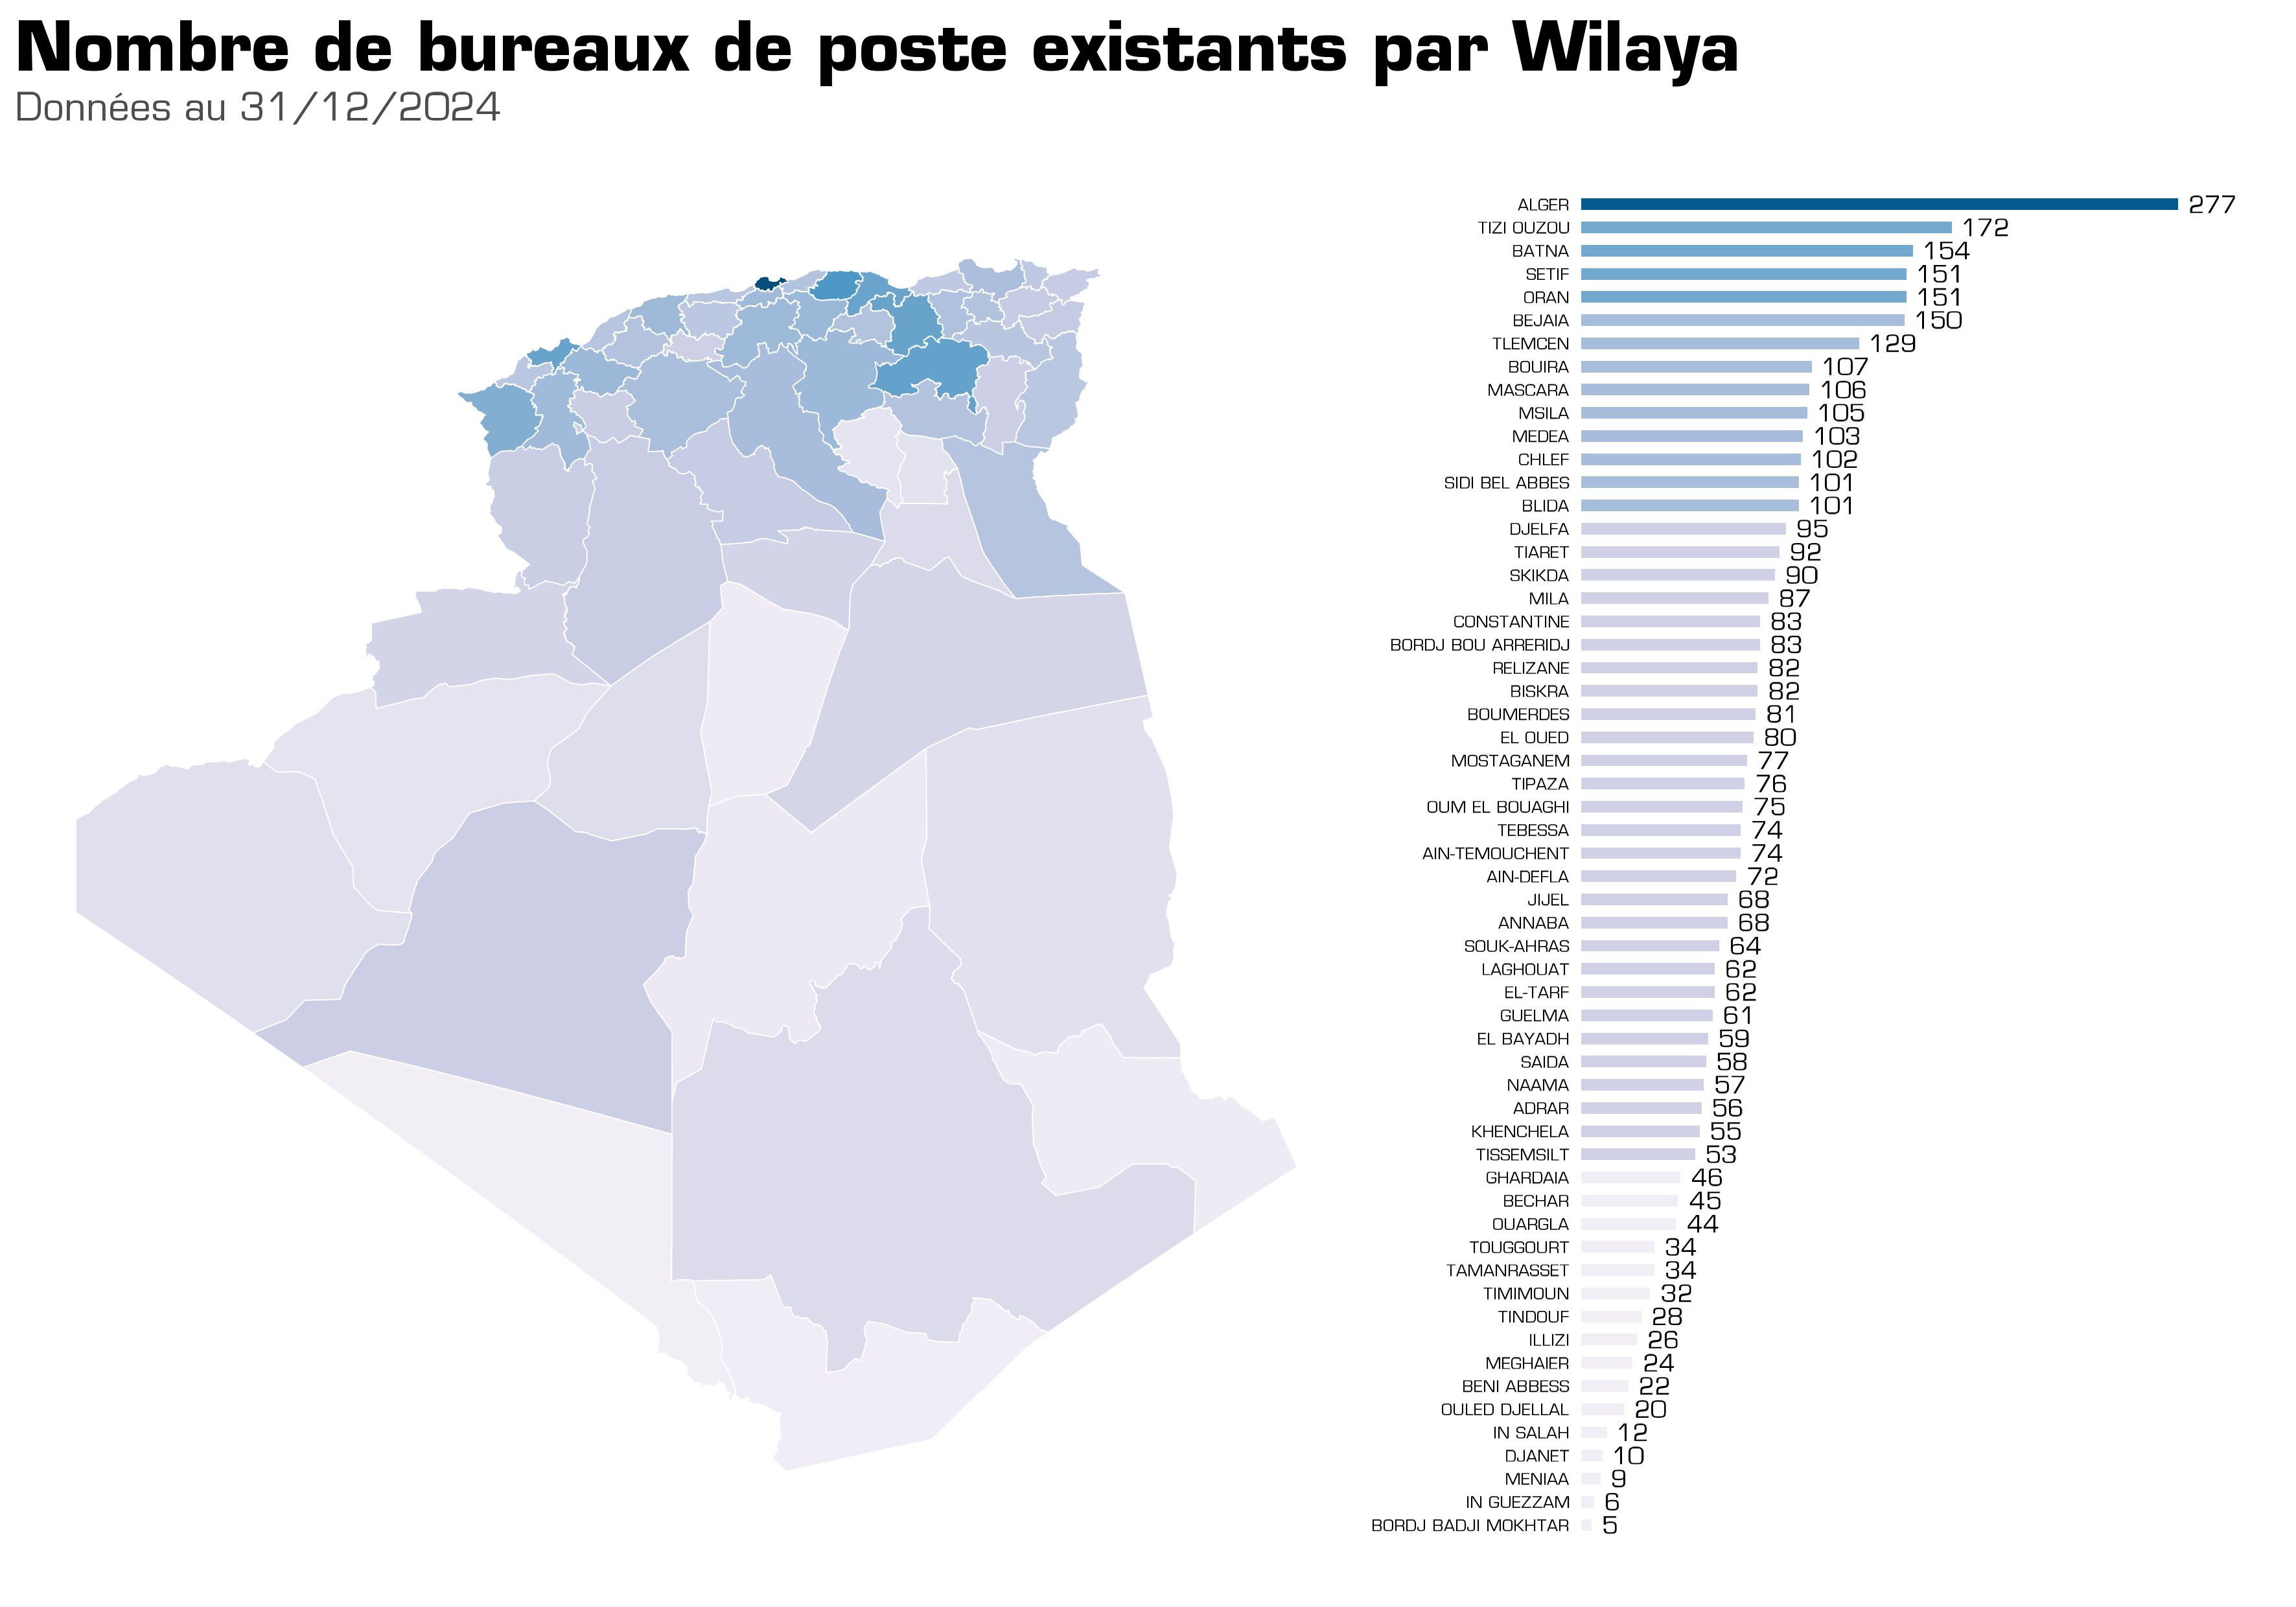 Nombre de bureaux de poste existants par Wilaya
Données au 31/12/2024
ALGER 277
TIZI OUZOU 172
BATNA 154
SETIF 151
ORAN 151
BEJAIA 150
TLEMCEN 129
BOUIRA 107
MASCARA 106
MSILA 105
MEDEA 103
CHLEF 102
SIDI BEL ABBES 101
BLIDA 101
DJELFA 95
TIARET 92
SKIKDA 90
MILA 87
CONSTANTINE 83
BORDJ BOU ARRERIDJ 83
RELIZANE 82
BISKRA 82
BOUMERDES 81
EL OUED 80
MOSTAGANEM 77
TIPAZA 76
OUM EL BOUAGHI 75
TEBESSA 74
AIN-TEMOUCHENT 74
AIN-DEFLA 72
JIJEL 68
ANNABA 68
SOUK-AHRAS 64
LAGHOUAT 62
EL-TARF 62
GUELMA 61
EL BAYADH 59
SAIDA 58
NAAMA 57
ADRAR 56
KHENCHELA 55
TISSEMSILT 53
GHARDAIA 46
BECHAR 45
OUARGLA 44
TOUGGOURT 34
TAMANRASSET 34
TIMIMOUN 32
TINDOUF 28
ILLIZI 26
MEGHAIER 24
BENI ABBESS 22
OULED DJELLAL 20
IN SALAH 12
DJANET 10
MENIAA 9
IN GUEZZAM 6
BORDJ BADJI MOKHTAR 5